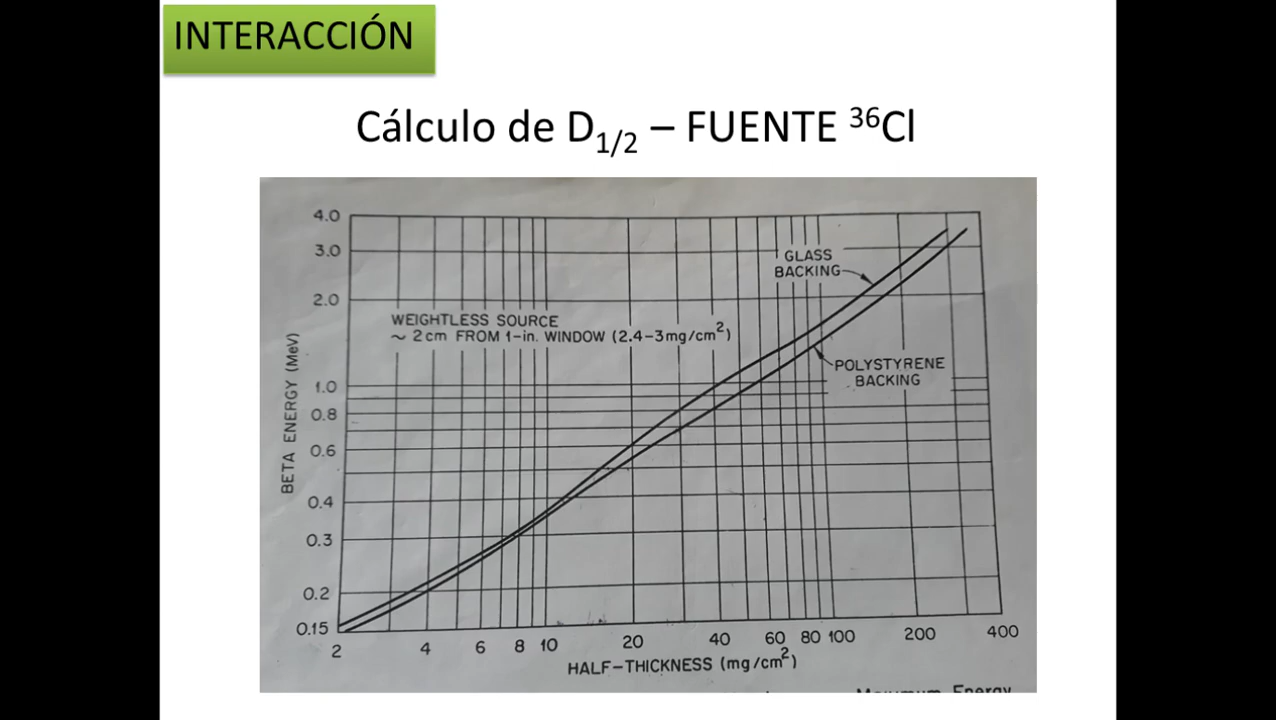 INTERACCIÓN
Cálculo de D1/2 – FUENTE 36Cl
4.0
3.0
2.0
1.0
0.8
0.6
0.4
0.3
0.2
0.15
BETA ENERGY (MeV)
WEIGHTLESS SOURCE
~ 2 cm FROM 1-in. WINDOW (2.4-3mg/cm2)
GLASS
BACKING
POLYSTYRENE
BACKING
2 4 6 8 10 20 40 60 80 100 200 400
HALF-THICKNESS (mg/cm2)
Maximum Energy